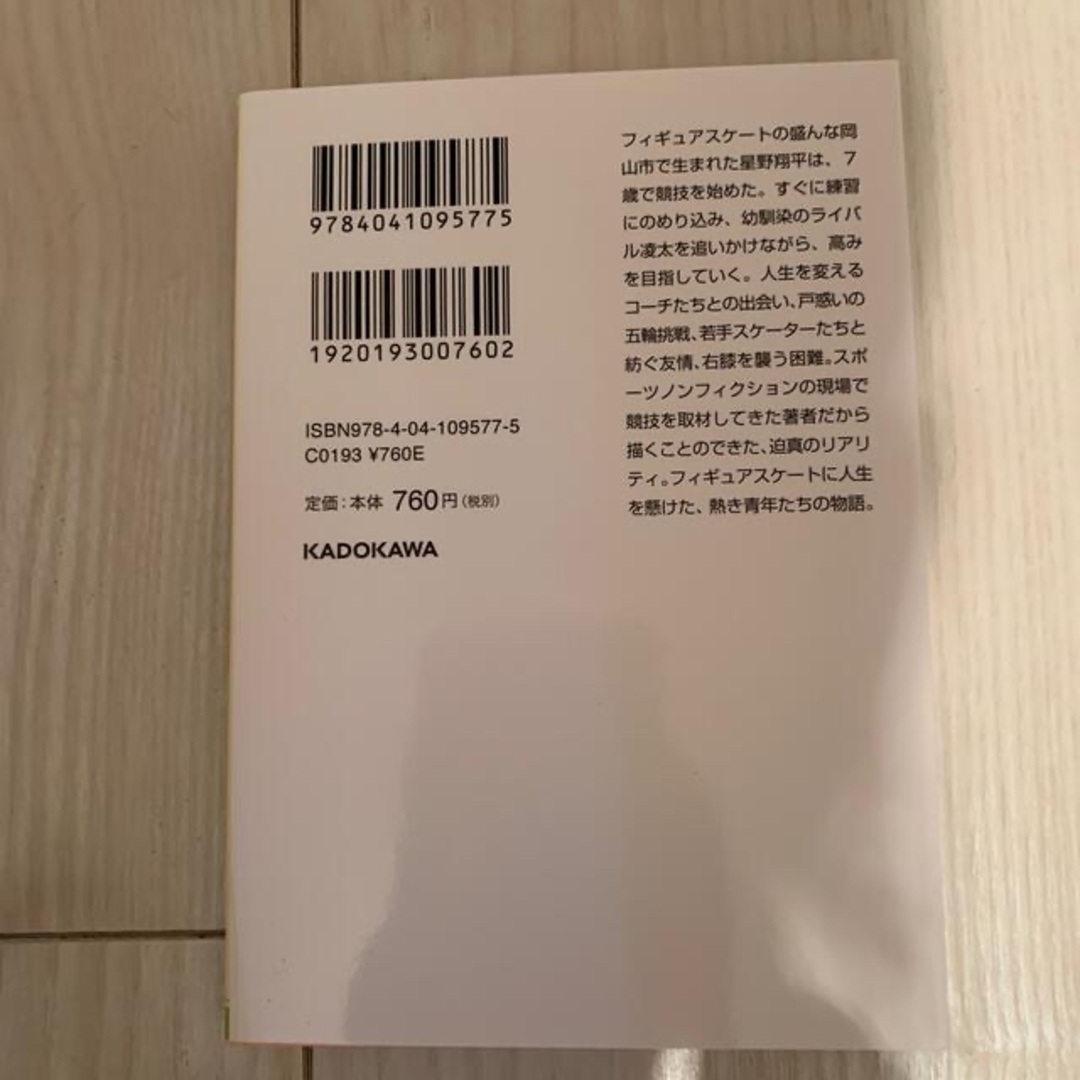 9784041095775
1920193007602
ISBN978-4-04-109577-5
C0193 ¥760E
定価:本体 760円(税別)
KADOKAWA
フィギュアスケートの盛んな岡
山市で生まれた星野翔平は、7
歳で競技を始めた。すぐに練習
にのめり込み、幼馴染のライバ
ル凌太を追いかけながら、高み
を目指していく。人生を変える
コーチたちとの出会い、戸惑いの
五輪挑戦、若手スケーターたちと
紡ぐ友情、右膝を襲う困難。スポ
ーツノンフィクションの現場で
競技を取材してきた著者だから
描くことのできた、迫真のリアリ
ティ。フィギュアスケートに人生
を懸けた、熱き青年たちの物語。